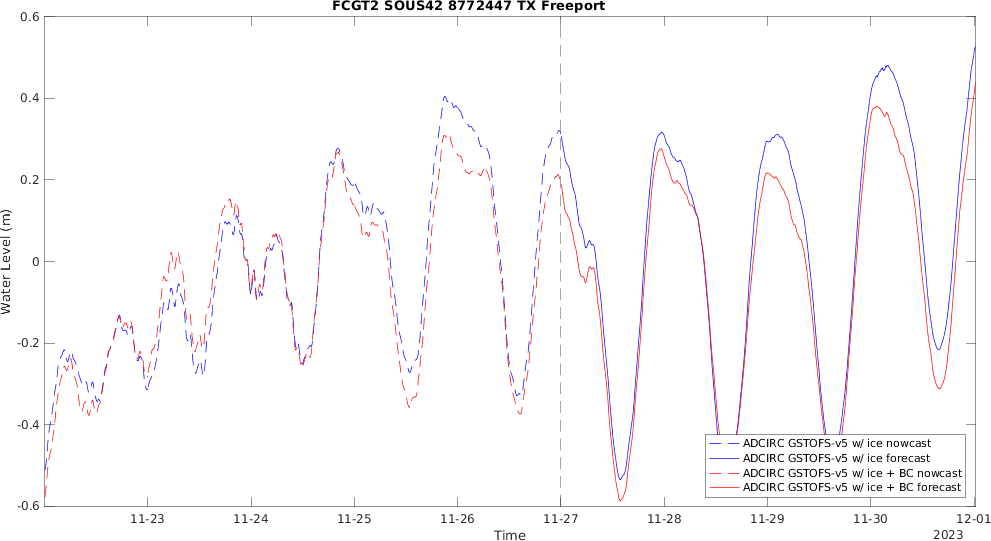 FCGT2 SOUS42 8772447 TX Freeport
0.6
0.4
0.2
0
-0.2
-0.4
-0.6
Water Level (m)
ADCIRC GSTOFS-v5 w/ ice nowcast
ADCIRC GSTOFS-v5 w/ ice forecast
ADCIRC GSTOFS-v5 w/ ice + BC nowcast
ADCIRC GSTOFS-v5 w/ ice + BC forecast
11-23 11-24 11-25 11-26 11-27 11-28 11-29 11-30 12-01
Time
2023